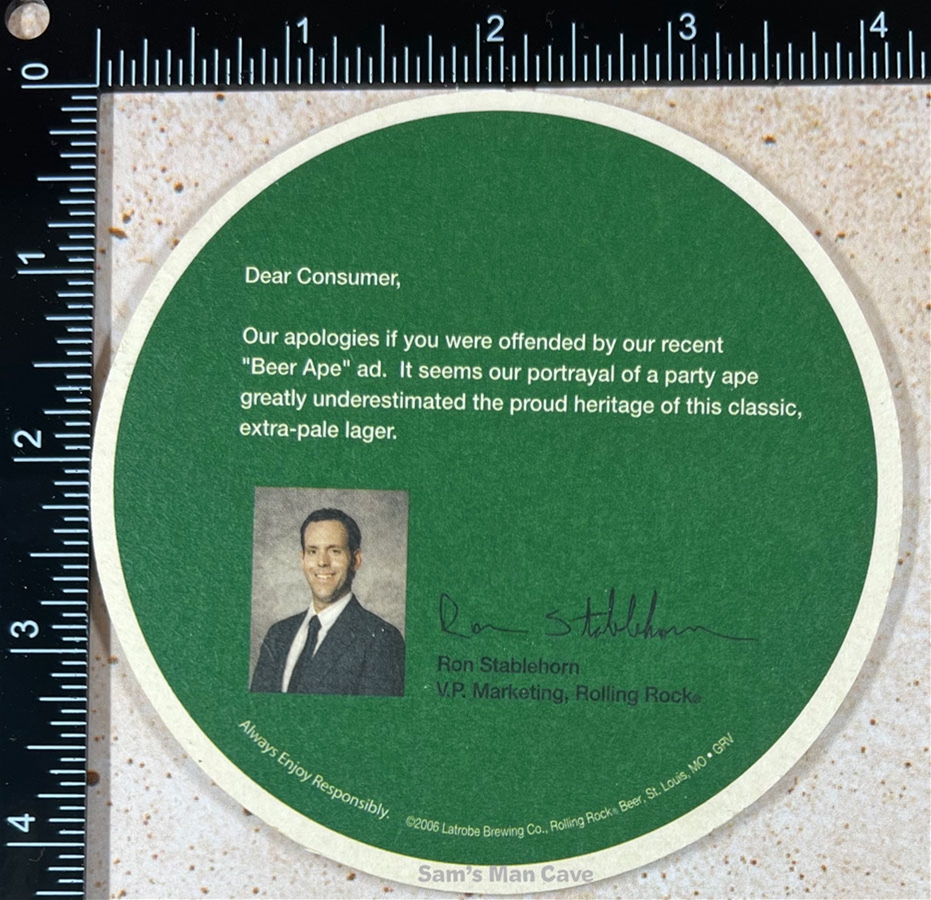 1 2 3 4
0
1
2
3
4
Dear Consumer,
Our apologies if you were offended by our recent
"Beer Ape" ad.  It seems our portrayal of a party ape
greatly underestimated the proud heritage of this classic,
extra-pale lager.
Ron Stablehorn
Ron Stablehorn
V.P. Marketing, Rolling Rock®
Always Enjoy Responsibly.
©2006 Latrobe Brewing Co., Rolling Rock® Beer, St. Louis, MO • GRV
Sam's Man Cave